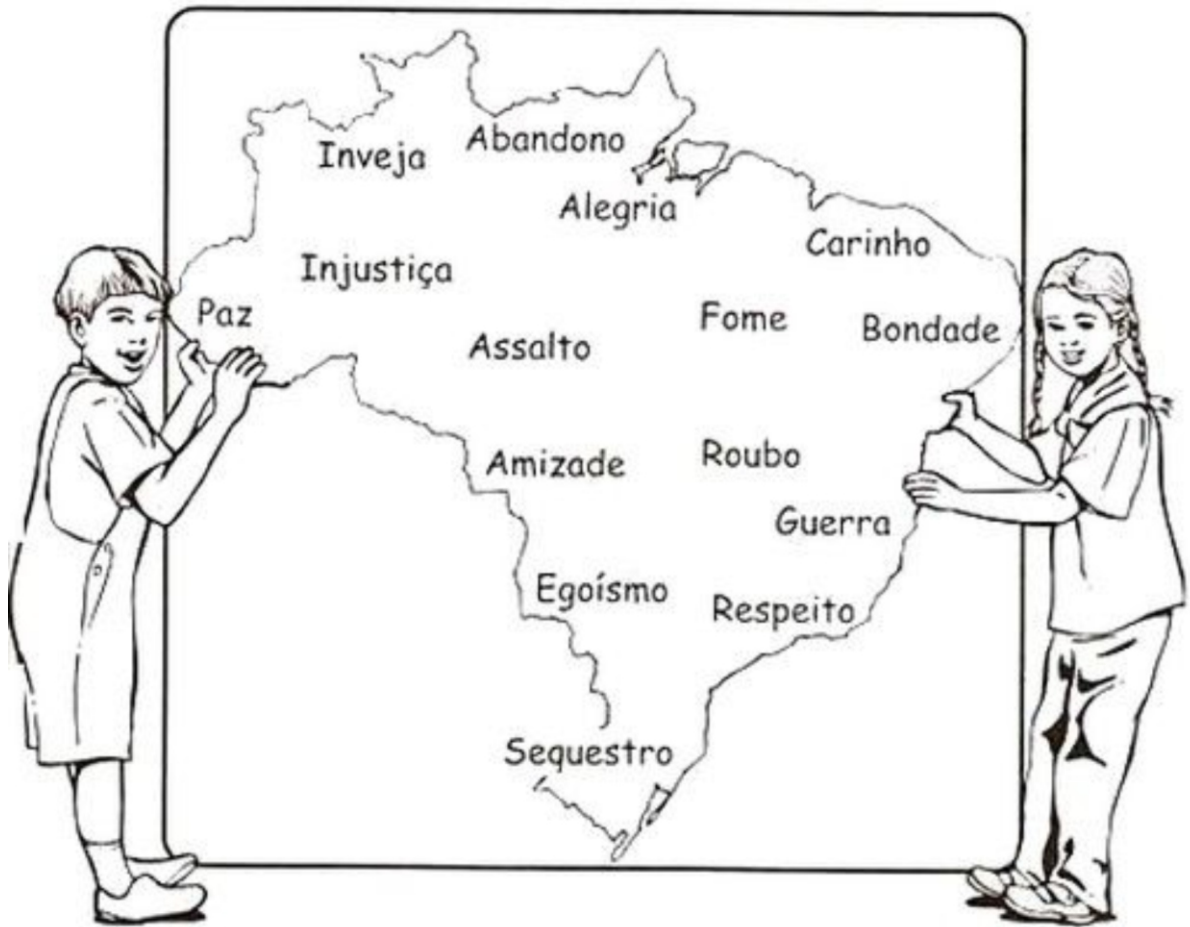 Abandono
Inveja
Alegria
Carinho
Injustiça
Paz
Fome
Bondade
Assalto
Amizade
Roubo
Guerra
Egoísmo
Respeito
Sequestro